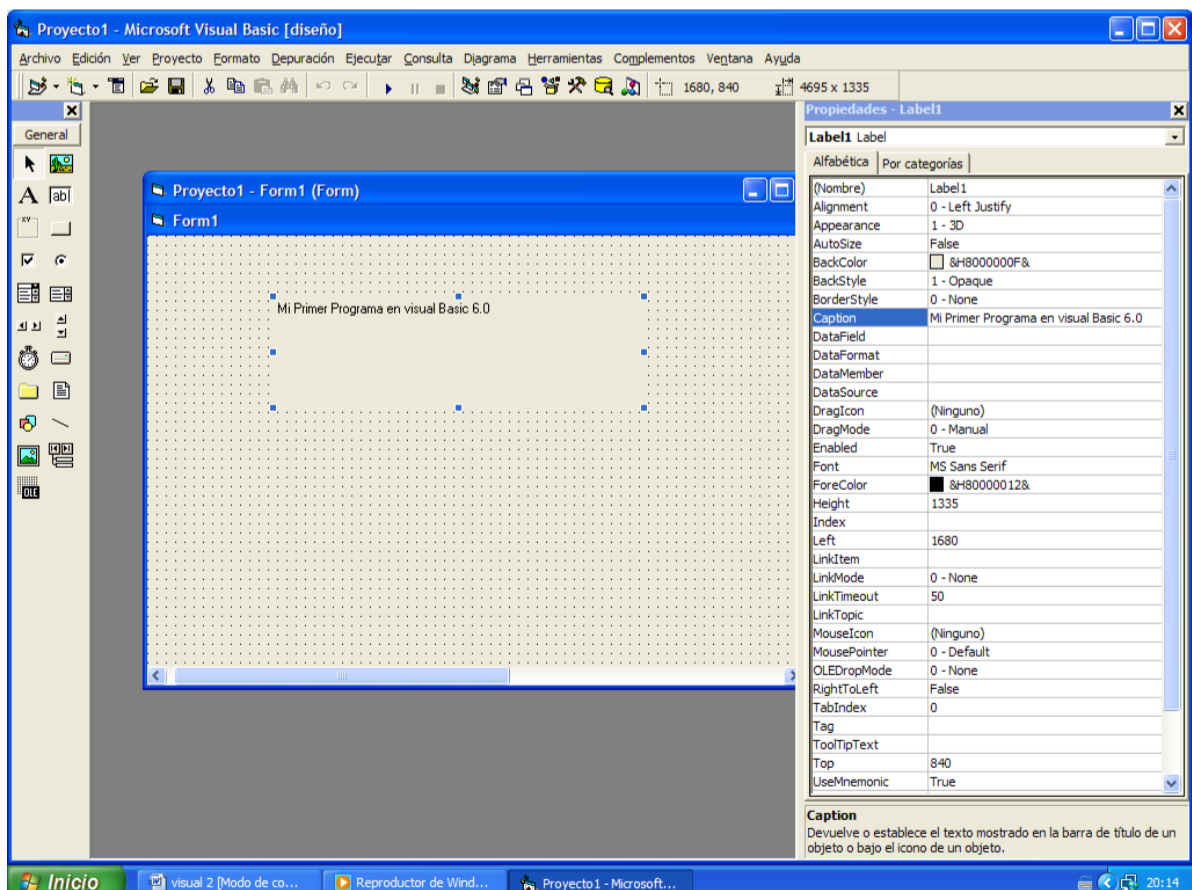 Proyecto1 - Microsoft Visual Basic [diseño]
Archivo Edición Ver Proyecto Formato Depuración Ejecutar Consulta Diagrama Herramientas Complementos Ventana Ayuda
1680, 840 4695 x 1335
General
Propiedades - Label1
Label1 Label
Alfabética Por categorías
(Nombre) Label1
Alignment 0 - Left Justify
Appearance 1 - 3D
AutoSize False
BackColor &H8000000F&
BackStyle 1 - Opaque
BorderStyle 0 - None
Caption Mi Primer Programa en visual Basic 6.0
DataField
DataFormat
DataMember
DataSource
DragIcon (Ninguno)
DragMode 0 - Manual
Enabled True
Font MS Sans Serif
ForeColor &H80000012&
Height 1335
Index
Left 1680
LinkItem
LinkMode 0 - None
LinkTimeout 50
LinkTopic
MouseIcon (Ninguno)
MousePointer 0 - Default
OLEDropMode 0 - None
RightToLeft False
TabIndex 0
Tag
ToolTipText
Top 840
UseMnemonic True
Caption
Devuelve o establece el texto mostrado en la barra de título de un
objeto o bajo el icono de un objeto.
A ab|
XY
OLE
Proyecto1 - Form1 (Form)
Form1
Mi Primer Programa en visual Basic 6.0
Inicio
visual 2 [Modo de co...
Reproductor de Wind...
Proyecto1 - Microsoft...
20:14